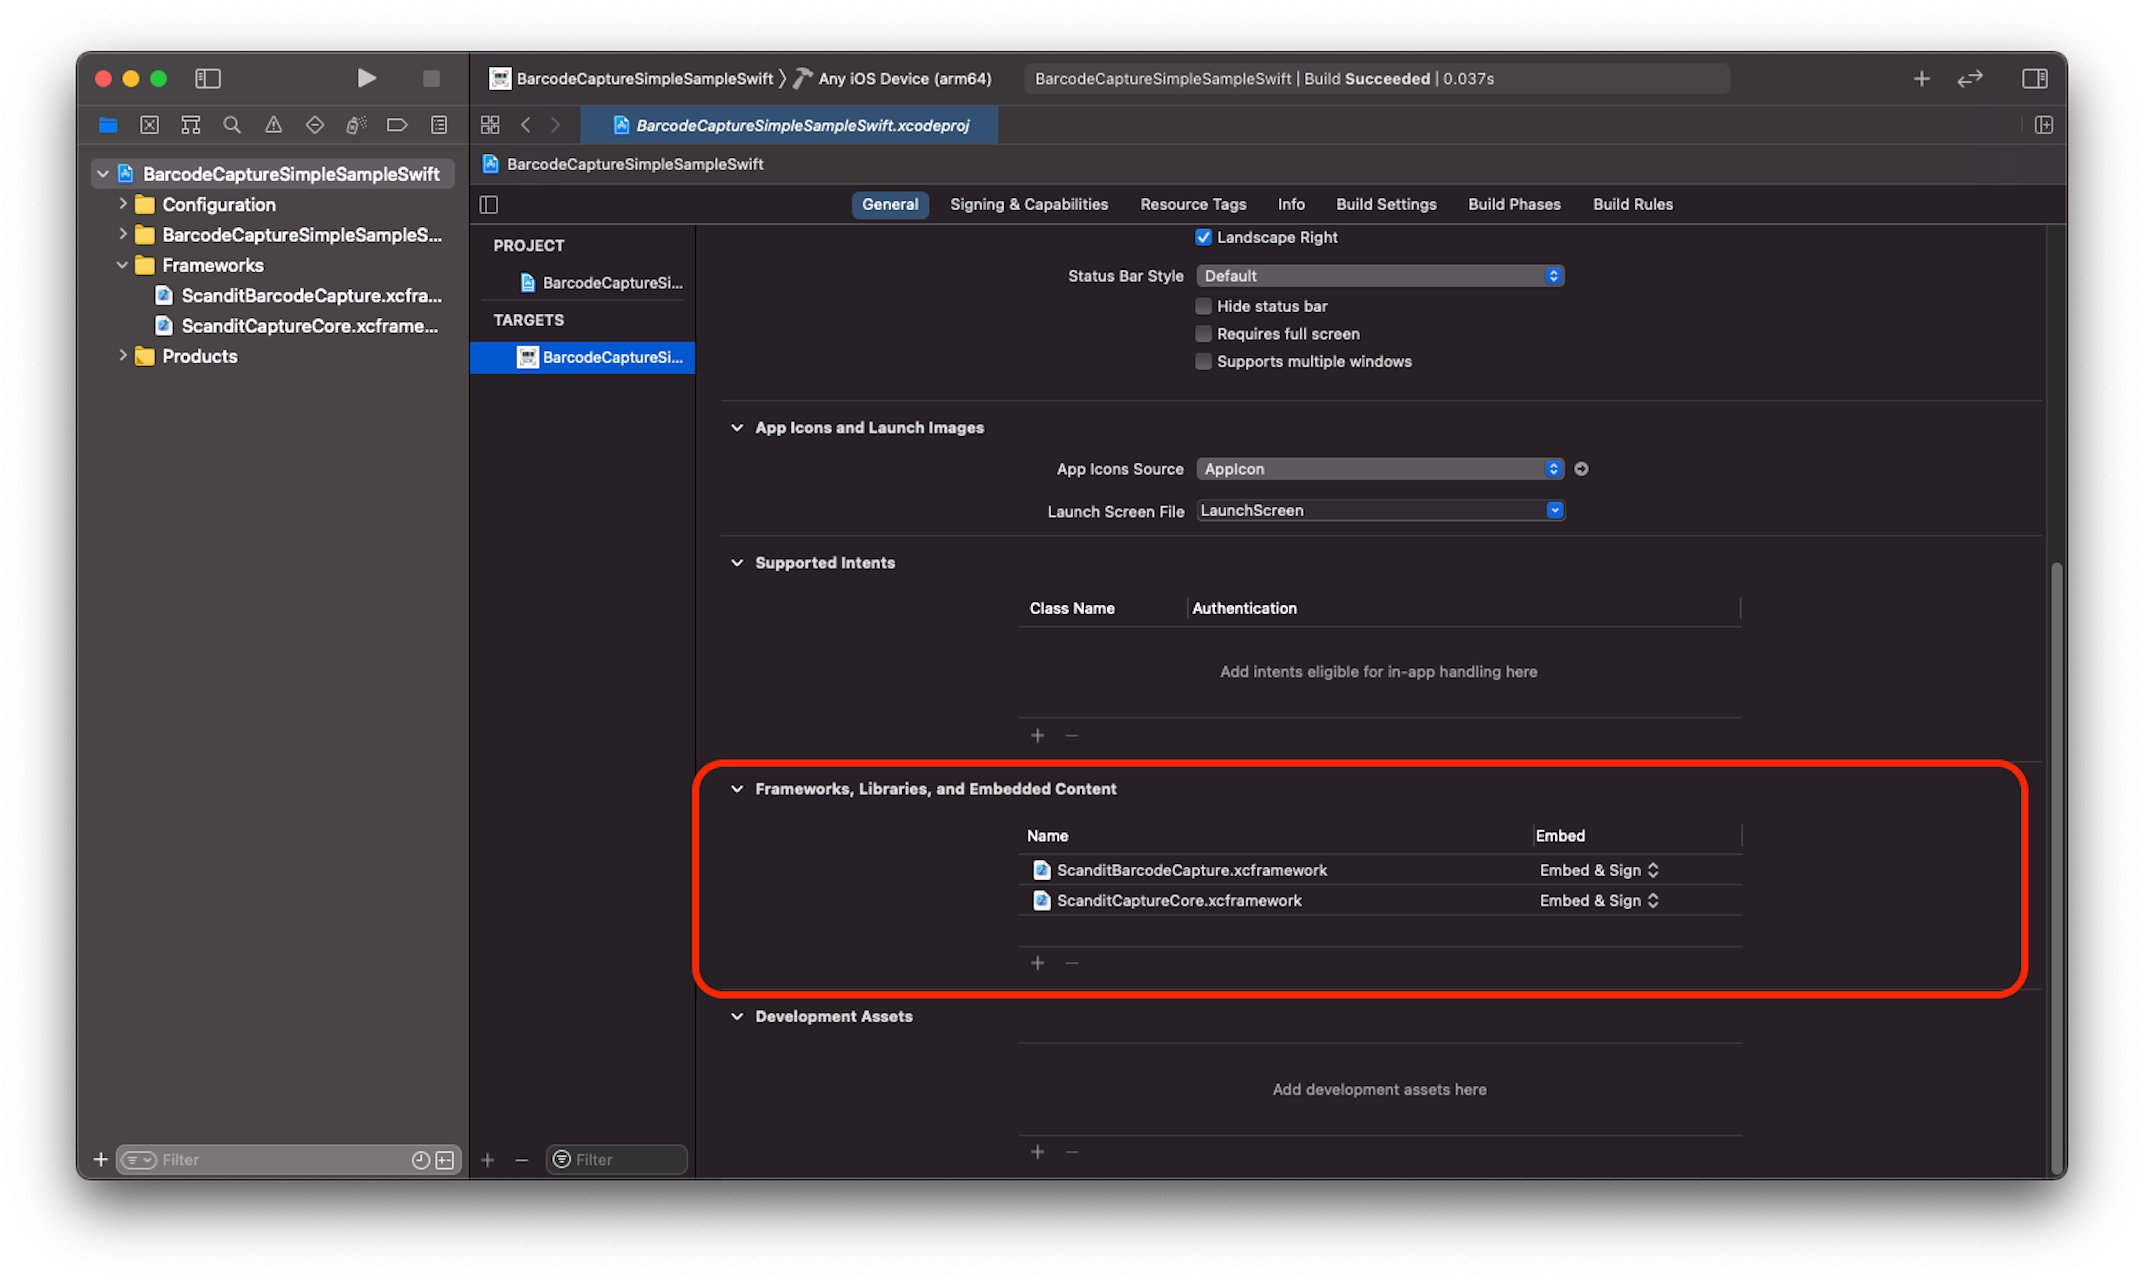 BarcodeCaptureSimpleSampleSwift
Any iOS Device (arm64)
BarcodeCaptureSimpleSampleSwift | Build Succeeded | 0.037s
BarcodeCaptureSimpleSampleSwift.xcodeproj
BarcodeCaptureSimpleSampleSwift
Configuration
BarcodeCaptureSimpleSampleS...
Frameworks
ScanditBarcodeCapture.xcfra...
ScanditCaptureCore.xcframe...
Products
Filter
BarcodeCaptureSimpleSampleSwift
General Signing & Capabilities Resource Tags Info Build Settings Build Phases Build Rules
PROJECT
BarcodeCaptureSi...
TARGETS
BarcodeCaptureSi...
Filter
Landscape Right
Status Bar Style Default
Hide status bar
Requires full screen
Supports multiple windows
App Icons and Launch Images
App Icons Source AppIcon
Launch Screen File LaunchScreen
Supported Intents
Class Name Authentication
Add intents eligible for in-app handling here
Frameworks, Libraries, and Embedded Content
Name Embed
ScanditBarcodeCapture.xcframework Embed & Sign
ScanditCaptureCore.xcframework Embed & Sign
Development Assets
Add development assets here